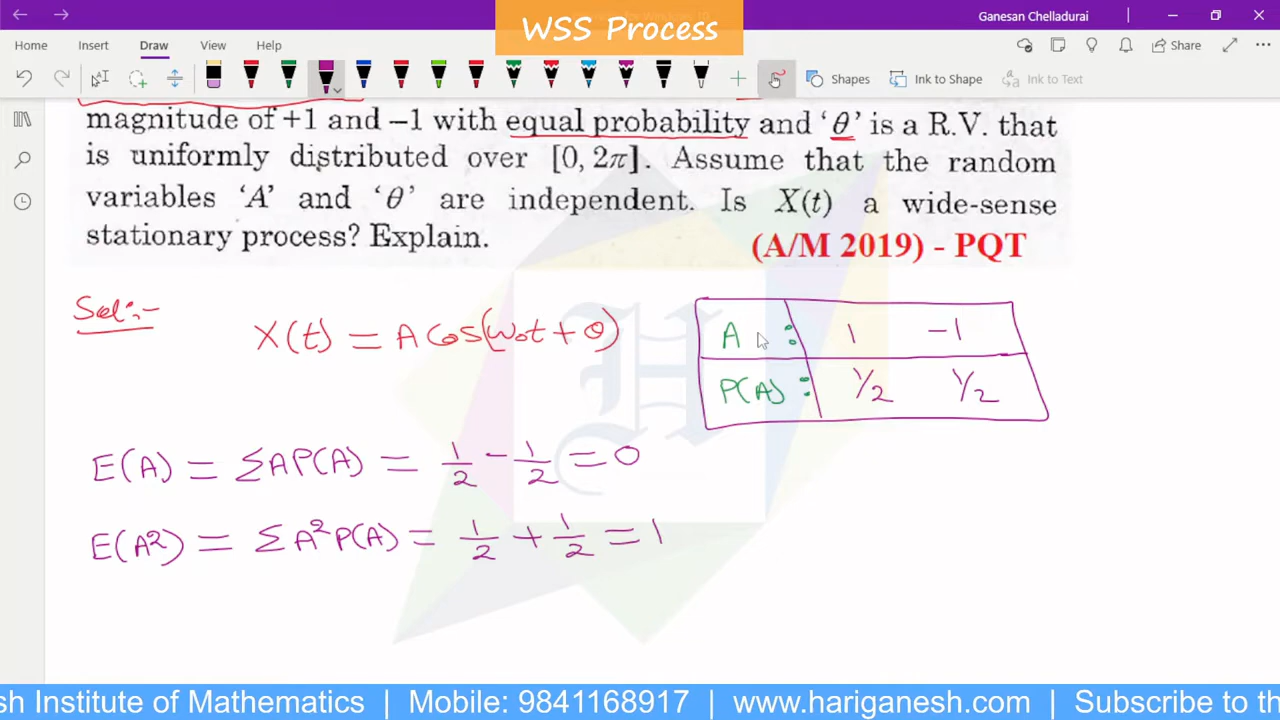 WSS Process
Ganesan Chelladurai
Home Insert Draw View Help
Share
Shapes
Ink to Shape
Ink to Text
magnitude of +1 and –1 with equal probability and ‘θ’ is a R.V. that
is uniformly distributed over [0, 2π]. Assume that the random
variables ‘A’ and ‘θ’ are independent. Is X(t) a wide-sense
stationary process? Explain.
(A/M 2019) - PQT
Sol:-
X(t) = A Cos(ω₀t + θ)
A : 1 −1
P(A) : 1/2 1/2
E(A) = ΣAP(A) = 1/2 − 1/2 = 0
E(A²) = ΣA²P(A) = 1/2 + 1/2 = 1
sh Institute of Mathematics | Mobile: 9841168917 | www.hariganesh.com | Subscribe to th